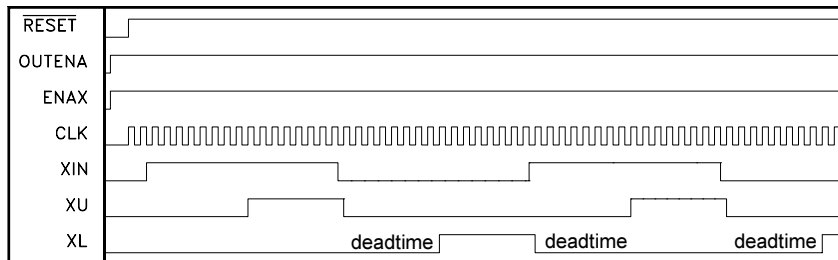 RESET
OUTENA
ENAX
CLK
XIN
XU
XL deadtime deadtime deadtime